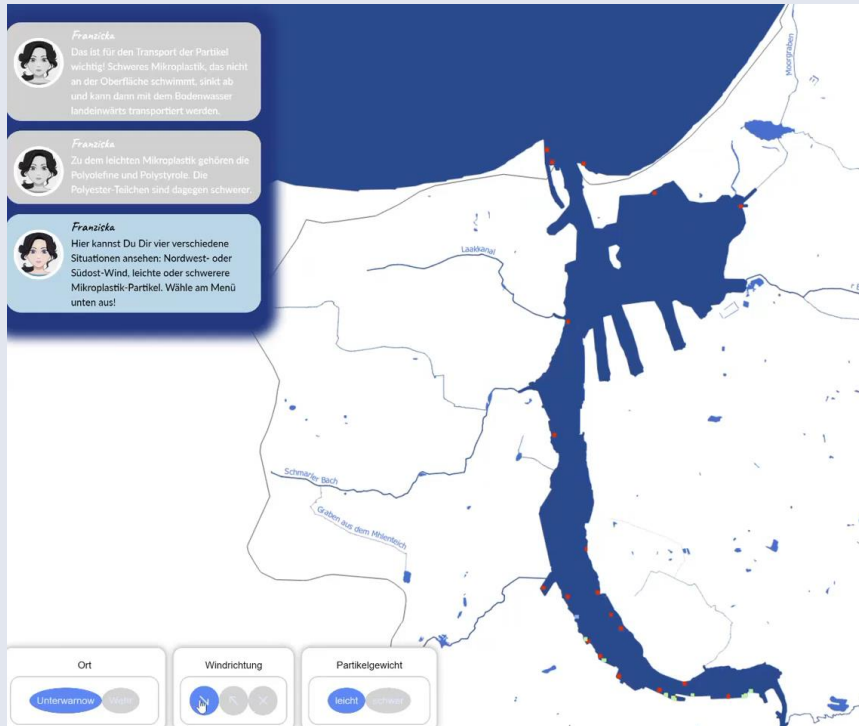 Franziska
Das ist für den Transport der Partikel
wichtig! Schweres Mikroplastik, das nicht
an der Oberfläche schwimmt, sinkt ab
und kann dann mit dem Bodenwasser
landeinwärts transportiert werden.
Franziska
Zu dem leichten Mikroplastik gehören die
Polyolefine und Polystyrole. Die
Polyester-Teilchen sind dagegen schwerer.
Franziska
Hier kannst Du Dir vier verschiedene
Situationen ansehen: Nordwest- oder
Südost-Wind, leichte oder schwerere
Mikroplastik-Partikel. Wähle am Menü
unten aus!
Moorgraben
Laakkanal
Schmarler Bach
Graben aus dem Mhlenteich
Ort
Unterwarnow
Windrichtung
Partikelgewicht
leicht schwer